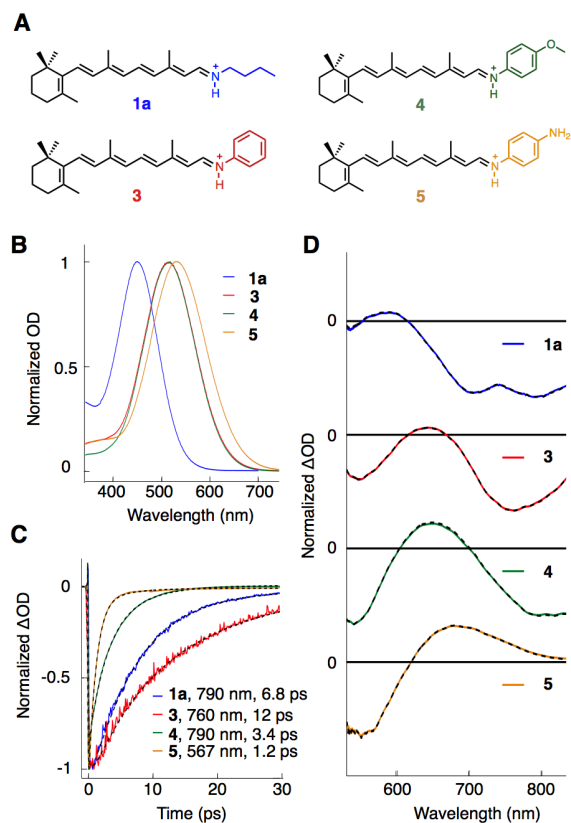 A
N
+
H
1a
N
+
H
O
4
N
+
H
3
N
+
H
NH2
5
B
Normalized OD
1
0.5
0
400 500 600 700
Wavelength (nm)
1a
3
4
5
C
Normalized ΔOD
0
-0.5
-1
0 10 20 30
Time (ps)
1a, 790 nm, 6.8 ps
3, 760 nm, 12 ps
4, 790 nm, 3.4 ps
5, 567 nm, 1.2 ps
D
Normalized ΔOD
0
1a
0
3
0
4
0
5
600 700 800
Wavelength (nm)